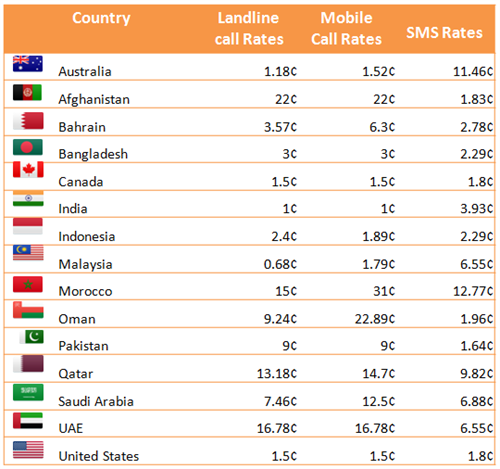 Country Landline call Rates Mobile Call Rates SMS Rates
Australia 1.18¢ 1.52¢ 11.46¢
Afghanistan 22¢ 22¢ 1.83¢
Bahrain 3.57¢ 6.3¢ 2.78¢
Bangladesh 3¢ 3¢ 2.29¢
Canada 1.5¢ 1.5¢ 1.8¢
India 1¢ 1¢ 3.93¢
Indonesia 2.4¢ 1.89¢ 2.29¢
Malaysia 0.68¢ 1.79¢ 6.55¢
Morocco 15¢ 31¢ 12.77¢
Oman 9.24¢ 22.89¢ 1.96¢
Pakistan 9¢ 9¢ 1.64¢
Qatar 13.18¢ 14.7¢ 9.82¢
Saudi Arabia 7.46¢ 12.5¢ 6.88¢
UAE 16.78¢ 16.78¢ 6.55¢
United States 1.5¢ 1.5¢ 1.8¢